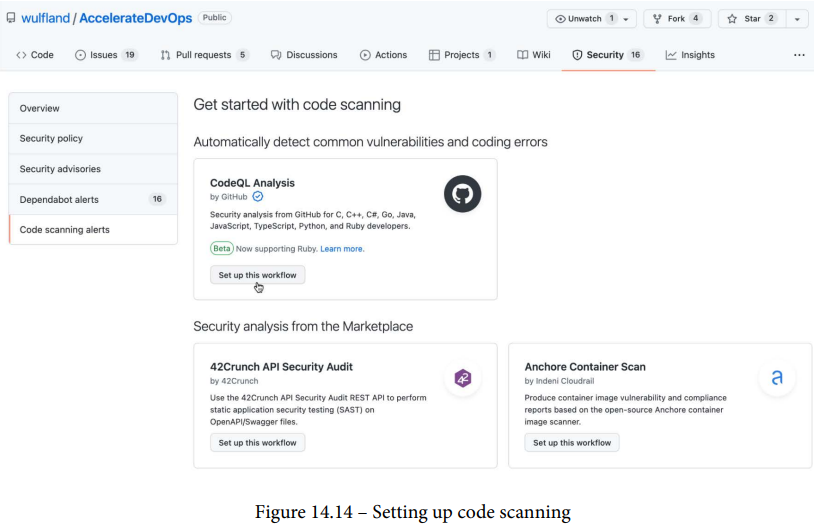 wulfland / AccelerateDevOps Public
Unwatch 1
Fork 4
Star 2
Code
Issues 19
Pull requests 5
Discussions
Actions
Projects 1
Wiki
Security 16
Insights
...
Overview
Security policy
Security advisories
Dependabot alerts 16
Code scanning alerts
Get started with code scanning
Automatically detect common vulnerabilities and coding errors
CodeQL Analysis
by GitHub
Security analysis from GitHub for C, C++, C#, Go, Java,
JavaScript, TypeScript, Python, and Ruby developers.
Beta Now supporting Ruby. Learn more.
Set up this workflow
Security analysis from the Marketplace
42Crunch API Security Audit
by 42Crunch
Use the 42Crunch API Security Audit REST API to perform
static application security testing (SAST) on
OpenAPI/Swagger files.
Set up this workflow
42
Anchore Container Scan
by Indeni Cloudrail
Produce container image vulnerability and compliance
reports based on the open-source Anchore container
image scanner.
Set up this workflow
a
Figure 14.14 – Setting up code scanning